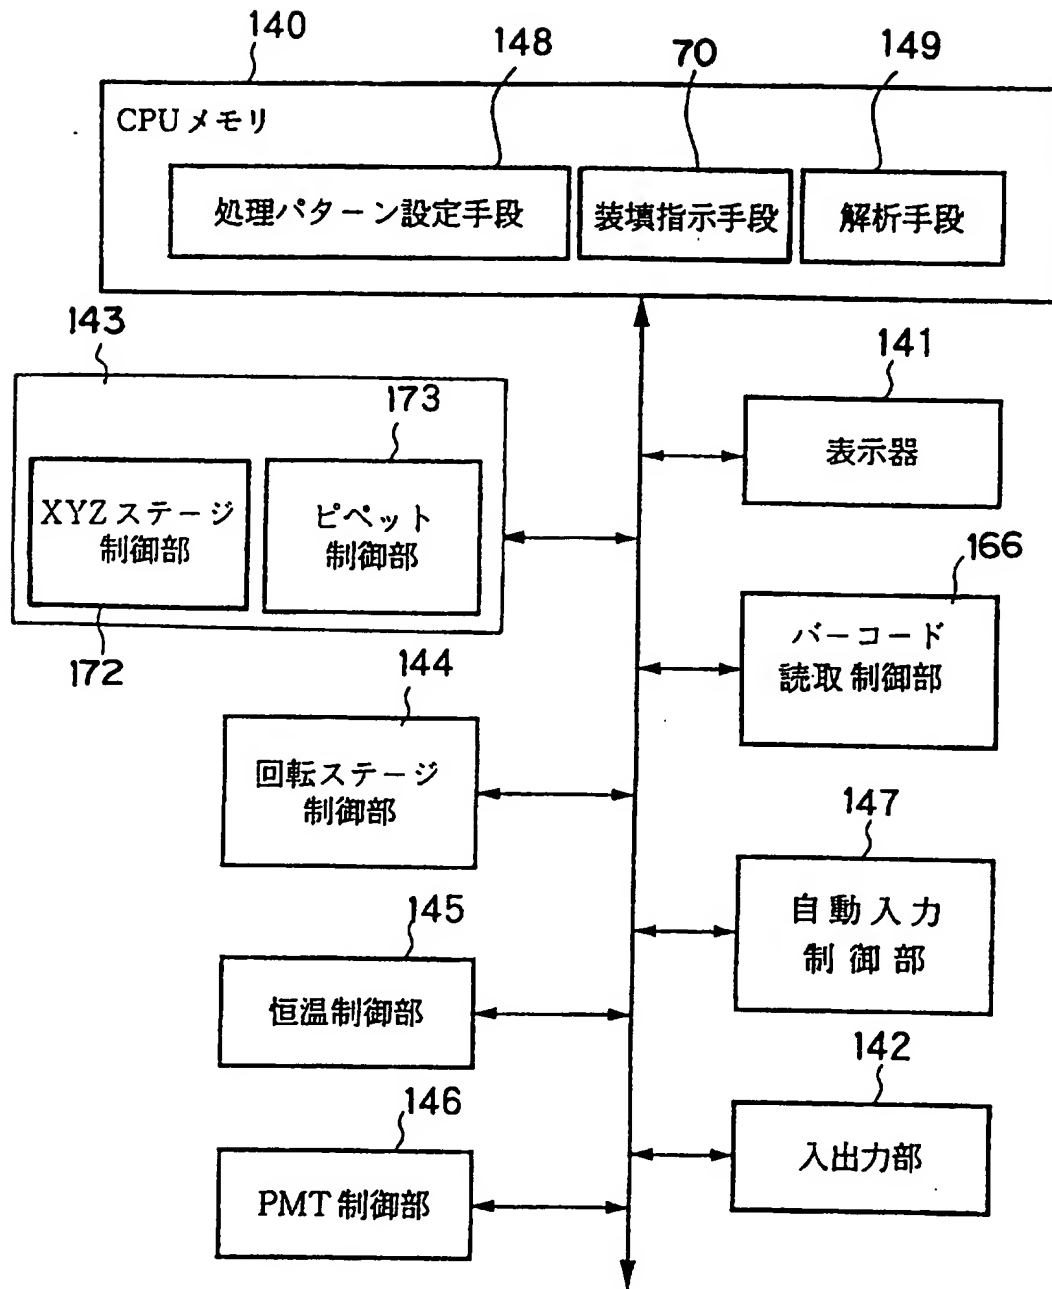 140
148
70
149
CPUメモリ
処理パターン設定手段
装填指示手段
解析手段
143
173
141
XYZステージ
制御部
ピペット
制御部
表示器
172
166
バーコード
読取制御部
144
回転ステージ
制御部
147
自動入力
制御部
145
恒温制御部
142
入出力部
146
PMT制御部